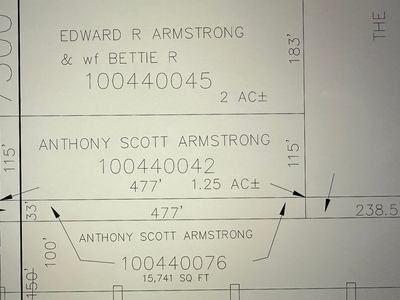 EDWARD R ARMSTRONG
& wf BETTIE R
100440045
2 AC±
183'
THE
ANTHONY SCOTT ARMSTRONG
100440042
477' 1.25 AC±
115'
115'
33'
477'
238.5
ANTHONY SCOTT ARMSTRONG
100440076
15,741 SQ FT
100'
150'